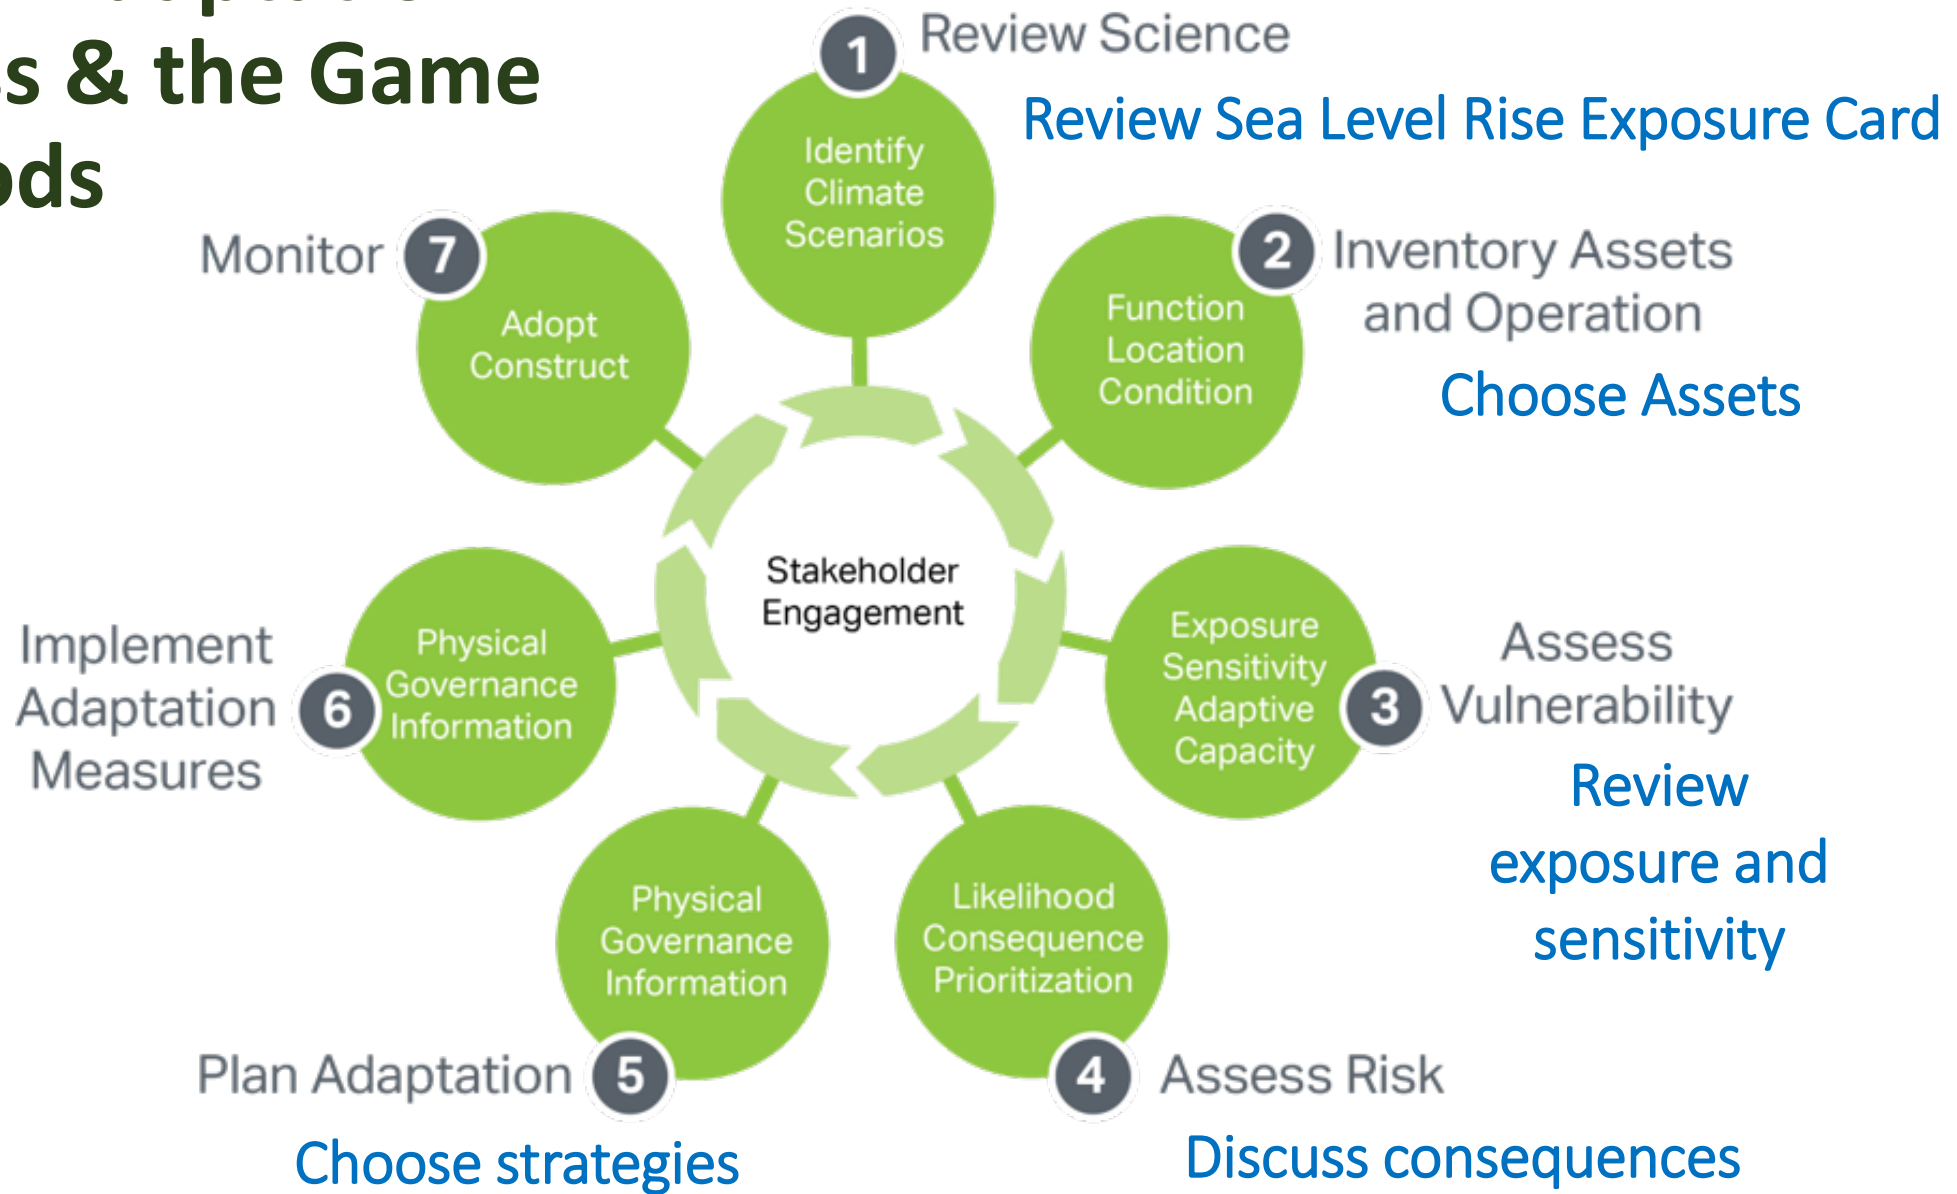 ss & the Game
ods
1
Review Science
Review Sea Level Rise Exposure Card
Identify
Climate
Scenarios
2
Inventory Assets
and Operation
Choose Assets
Function
Location
Condition
3
Assess
Vulnerability
Review
exposure and
sensitivity
Exposure
Sensitivity
Adaptive
Capacity
4
Assess Risk
Discuss consequences
Likelihood
Consequence
Prioritization
5
Plan Adaptation
Choose strategies
Physical
Governance
Information
6
Implement
Adaptation
Measures
Physical
Governance
Information
7
Monitor
Adopt
Construct
Stakeholder
Engagement